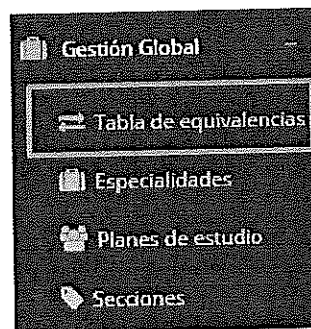 Gestión Global
Tabla de equivalencias
Especialidades
Planes de estudio
Secciones